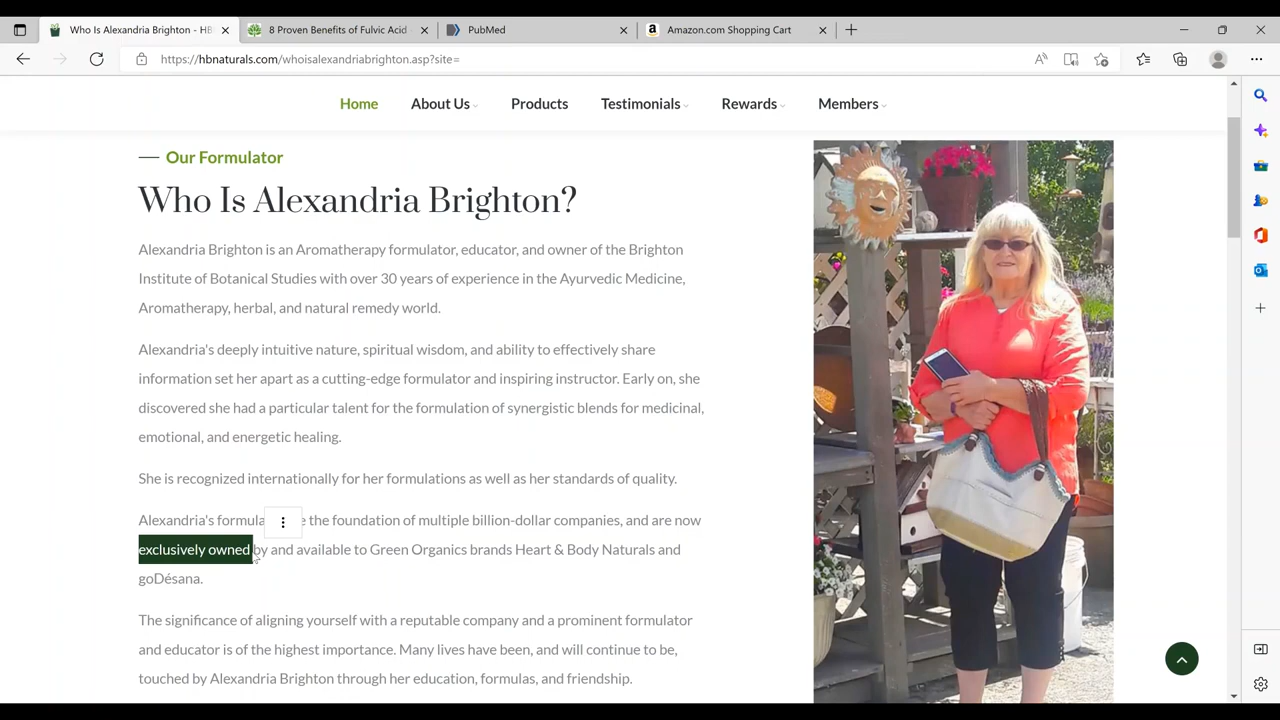 Who Is Alexandria Brighton? - HB
8 Proven Benefits of Fulvic Acid
PubMed
Amazon.com Shopping Cart
https://hbnaturals.com/whoisalexandriabrighton.asp?site=
Home
About Us
Products
Testimonials
Rewards
Members
Our Formulator
Who Is Alexandria Brighton?
Alexandria Brighton is an Aromatherapy formulator, educator, and owner of the Brighton
Institute of Botanical Studies with over 30 years of experience in the Ayurvedic Medicine,
Aromatherapy, herbal, and natural remedy world.
Alexandria's deeply intuitive nature, spiritual wisdom, and ability to effectively share
information set her apart as a cutting-edge formulator and inspiring instructor. Early on, she
discovered she had a particular talent for the formulation of synergistic blends for medicinal,
emotional, and energetic healing.
She is recognized internationally for her formulations as well as her standards of quality.
Alexandria's formula e the foundation of multiple billion-dollar companies, and are now
exclusively owned by and available to Green Organics brands Heart & Body Naturals and
goDésana.
The significance of aligning yourself with a reputable company and a prominent formulator
and educator is of the highest importance. Many lives have been, and will continue to be,
touched by Alexandria Brighton through her education, formulas, and friendship.